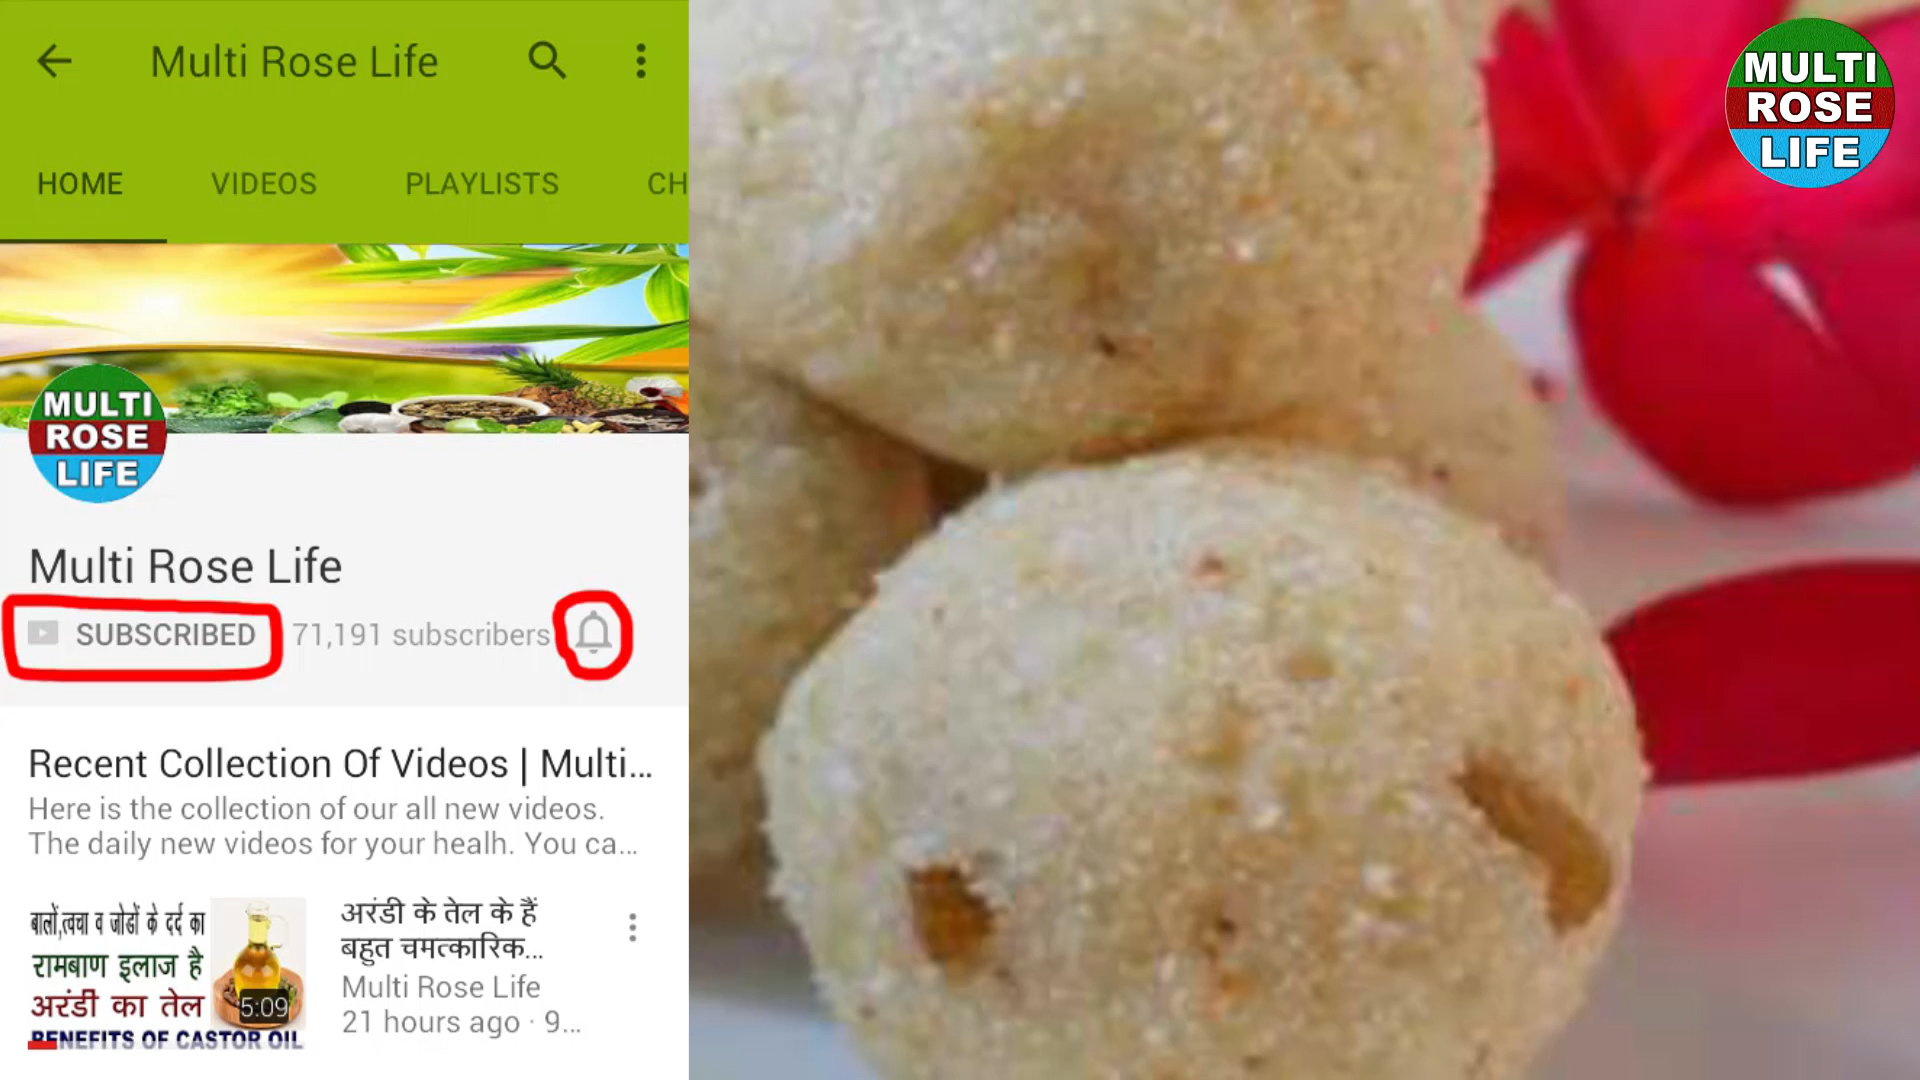 Multi Rose Life
HOME VIDEOS PLAYLISTS CH
MULTI
ROSE
LIFE
Multi Rose Life
SUBSCRIBED 71,191 subscribers
Recent Collection Of Videos | Multi...
Here is the collection of our all new videos.
The daily new videos for your healh. You ca...
बालों,त्वचा व जोडों के दर्द का
रामबाण इलाज है
अरंडी का तेल
5:09
BENEFITS OF CASTOR OIL
अरंडी के तेल के हैं
बहुत चमत्कारिक...
Multi Rose Life
21 hours ago · 9...
MULTI
ROSE
LIFE